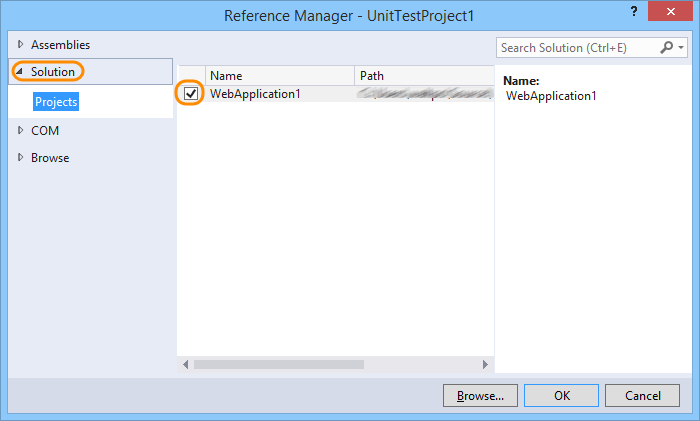 Reference Manager - UnitTestProject1
? 
Assemblies
Solution
Projects
COM
Browse
Name Path
WebApplication1
Search Solution (Ctrl+E)
Name:
WebApplication1
Browse... OK Cancel